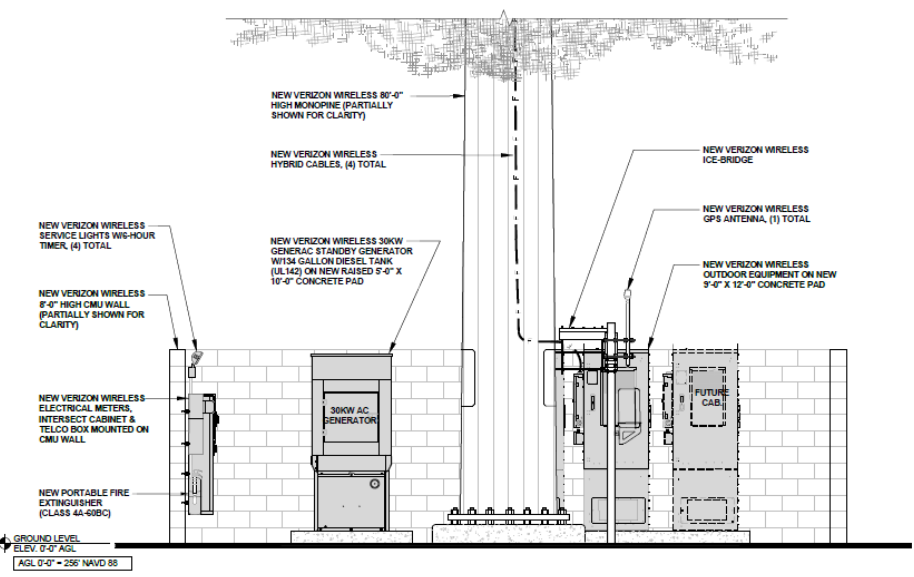 NEW VERIZON WIRELESS 80'-0"
HIGH MONOPINE (PARTIALLY
SHOWN FOR CLARITY)
NEW VERIZON WIRELESS
HYBRID CABLES, (4) TOTAL
NEW VERIZON WIRELESS
ICE-BRIDGE
NEW VERIZON WIRELESS
GPS ANTENNA, (1) TOTAL
NEW VERIZON WIRELESS
SERVICE LIGHTS W/6-HOUR
TIMER, (4) TOTAL
NEW VERIZON WIRELESS 30KW
GENERAC STANDBY GENERATOR
W/134 GALLON DIESEL TANK
(UL142) ON NEW RAISED 5'-0" X
10'-0" CONCRETE PAD
NEW VERIZON WIRELESS
OUTDOOR EQUIPMENT ON NEW
9'-0" X 12'-0" CONCRETE PAD
NEW VERIZON WIRELESS
8'-0" HIGH CMU WALL
(PARTIALLY SHOWN FOR
CLARITY)
NEW VERIZON WIRELESS
ELECTRICAL METERS,
INTERSECT CABINET &
TELCO BOX MOUNTED ON
CMU WALL
30KW AC
GENERATOR
FUTURE
CAB.
NEW PORTABLE FIRE
EXTINGUISHER
(CLASS 4A-60BC)
GROUND LEVEL
ELEV. 0'-0" AGL
AGL 0'-0" = 256' NAVD 88
F
F
F